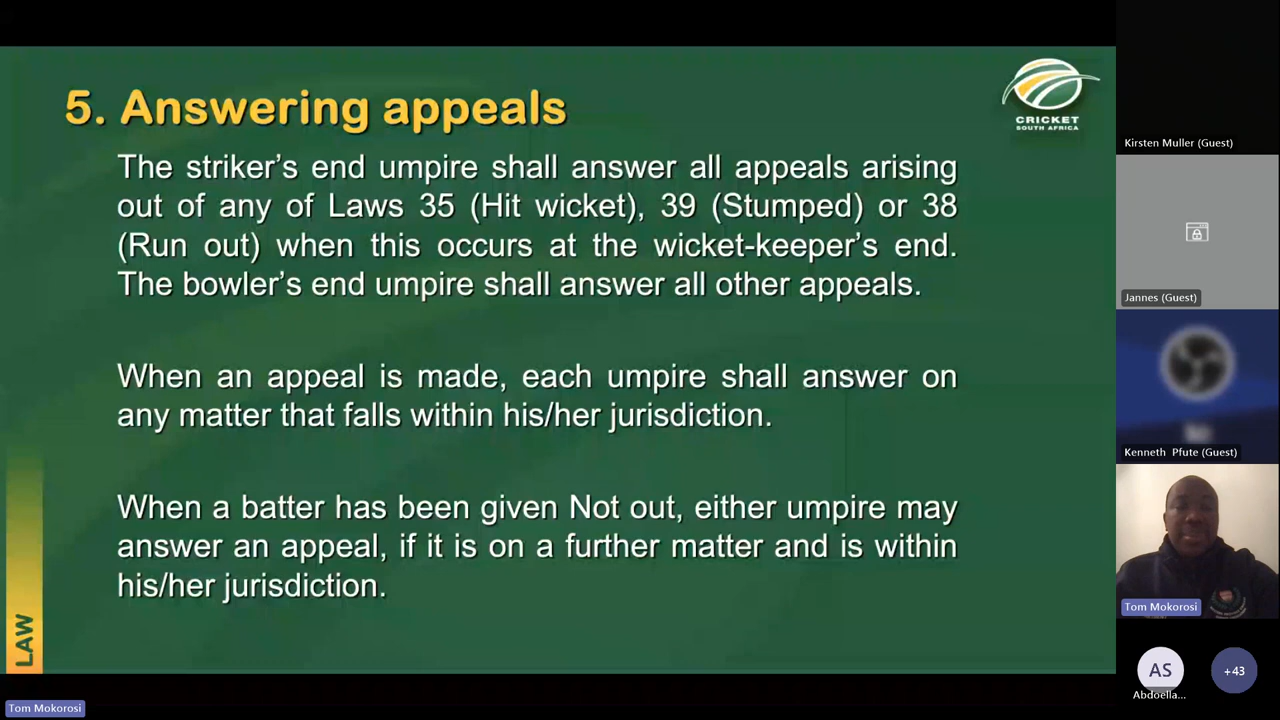 5. Answering appeals
CRICKET
SOUTH AFRICA
The striker's end umpire shall answer all appeals arising
out of any of Laws 35 (Hit wicket), 39 (Stumped) or 38
(Run out) when this occurs at the wicket-keeper's end.
The bowler's end umpire shall answer all other appeals.
When an appeal is made, each umpire shall answer on
any matter that falls within his/her jurisdiction.
When a batter has been given Not out, either umpire may
answer an appeal, if it is on a further matter and is within
his/her jurisdiction.
LAW
Kirsten Muller (Guest)
Jannes (Guest)
Kenneth Pfute (Guest)
Tom Mokorosi
AS
Abdoella...
+43
Tom Mokorosi